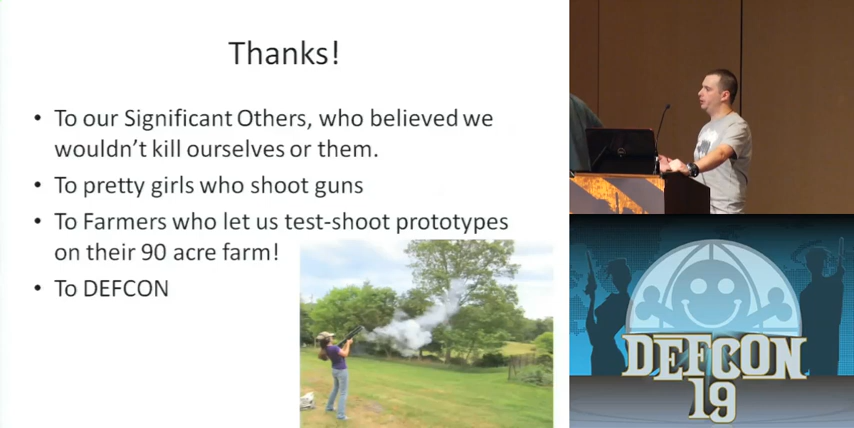 Thanks!
• To our Significant Others, who believed we
wouldn't kill ourselves or them.
• To pretty girls who shoot guns
• To Farmers who let us test-shoot prototypes
on their 90 acre farm!
• To DEFCON
DEFCON
19